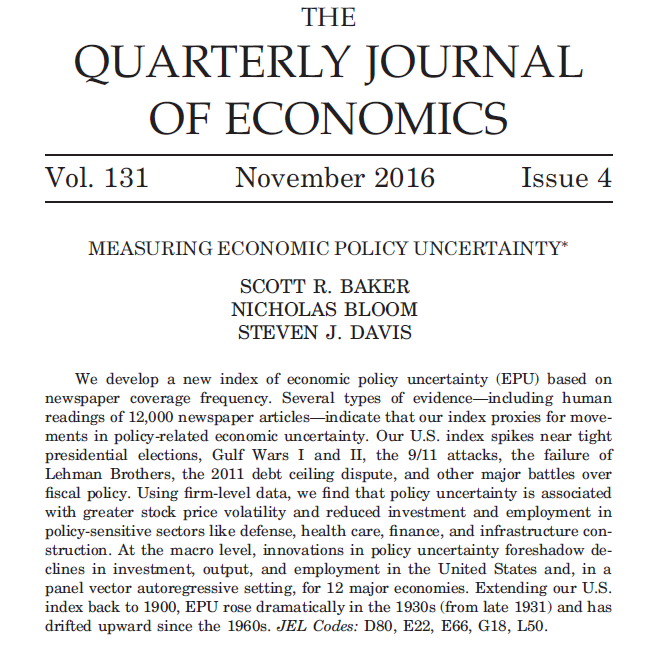 THE
QUARTERLY JOURNAL
OF ECONOMICS
Vol. 131 November 2016 Issue 4
MEASURING ECONOMIC POLICY UNCERTAINTY*
SCOTT R. BAKER
NICHOLAS BLOOM
STEVEN J. DAVIS
We develop a new index of economic policy uncertainty (EPU) based on
newspaper coverage frequency. Several types of evidence—including human
readings of 12,000 newspaper articles—indicate that our index proxies for move-
ments in policy-related economic uncertainty. Our U.S. index spikes near tight
presidential elections, Gulf Wars I and II, the 9/11 attacks, the failure of
Lehman Brothers, the 2011 debt ceiling dispute, and other major battles over
fiscal policy. Using firm-level data, we find that policy uncertainty is associated
with greater stock price volatility and reduced investment and employment in
policy-sensitive sectors like defense, health care, finance, and infrastructure con-
struction. At the macro level, innovations in policy uncertainty foreshadow de-
clines in investment, output, and employment in the United States and, in a
panel vector autoregressive setting, for 12 major economies. Extending our U.S.
index back to 1900, EPU rose dramatically in the 1930s (from late 1931) and has
drifted upward since the 1960s. JEL Codes: D80, E22, E66, G18, L50.